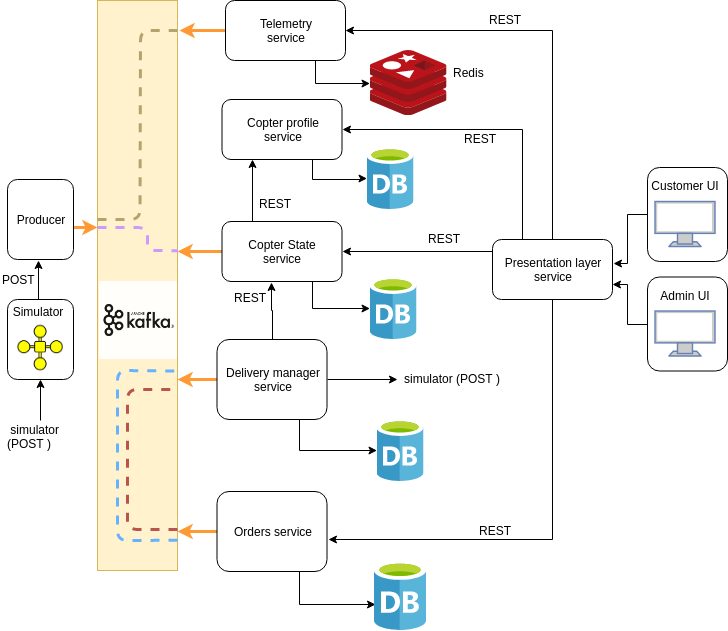 REST
Telemetry
service
Redis
Copter profile
service
REST
DB
Customer UI
Producer
REST
REST
Copter State
service
Presentation layer
service
POST
Simulator
REST
DB
Admin UI
APACHE
kafka®
Delivery manager
service
simulator (POST )
simulator
(POST )
DB
Orders service
REST
DB